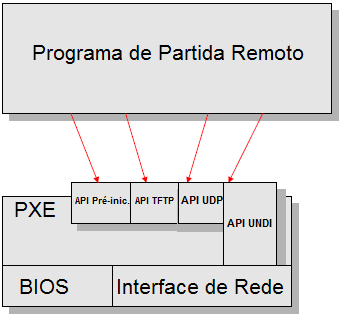 Programa de Partida Remoto
API Pré-inic.
API TFTP
API UDP
PXE
API UNDI
BIOS
Interface de Rede